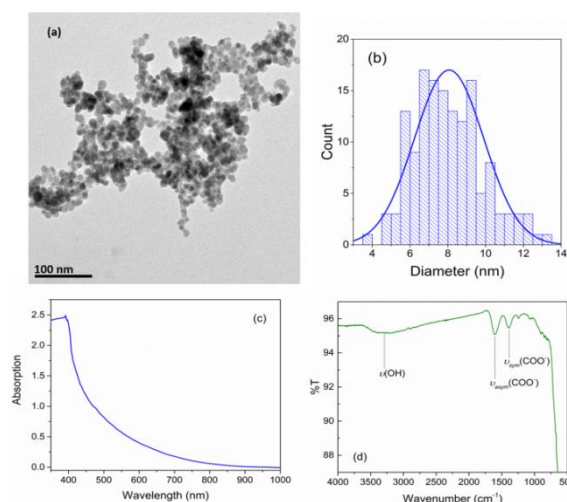 (a)
100 nm
(b)
Count
20
15
10
5
0
4 6 8 10 12 14
Diameter (nm)
(c)
Absorption
2.5
2.0
1.5
1.0
0.5
0.0
400 500 600 700 800 900 1000
Wavelength (nm)
%T
96
94
92
90
88
υ(OH)
υsym(COO-)
υasym(COO-)
(d)
4000 3500 3000 2500 2000 1500 1000 500
Wavenumber (cm-1)